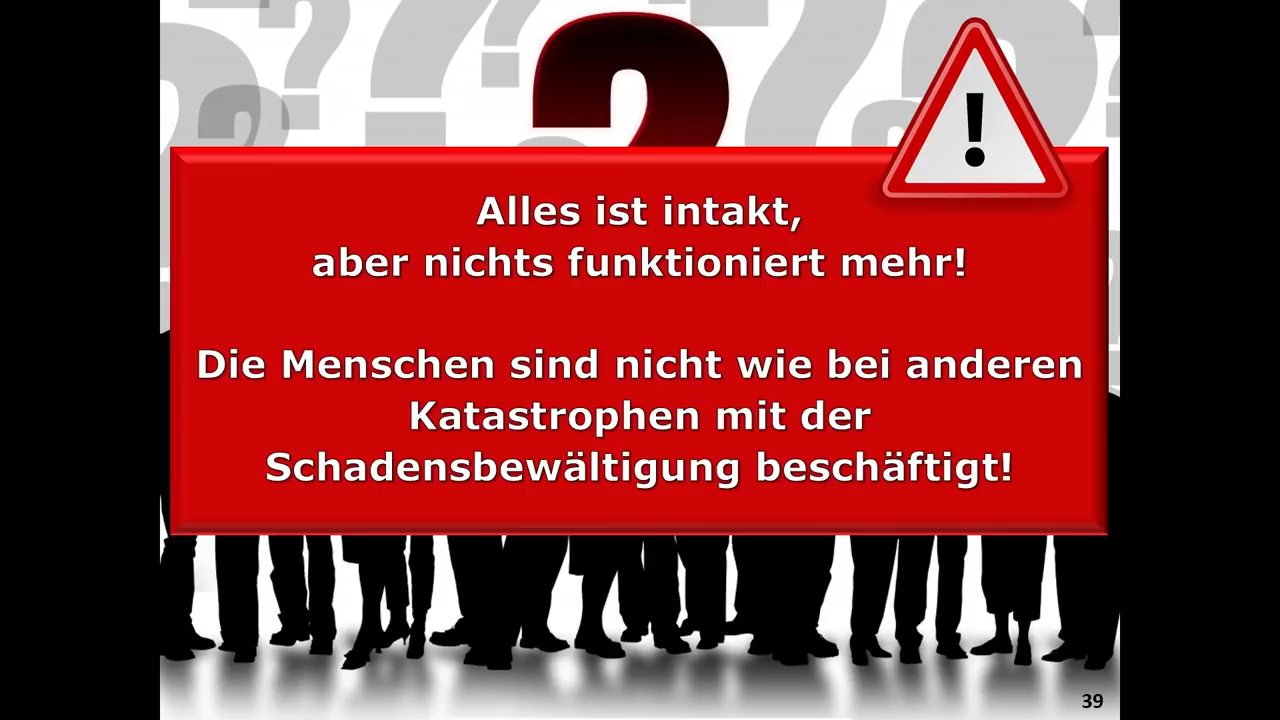 Alles ist intakt,
aber nichts funktioniert mehr!
Die Menschen sind nicht wie bei anderen
Katastrophen mit der
Schadensbewältigung beschäftigt!
39